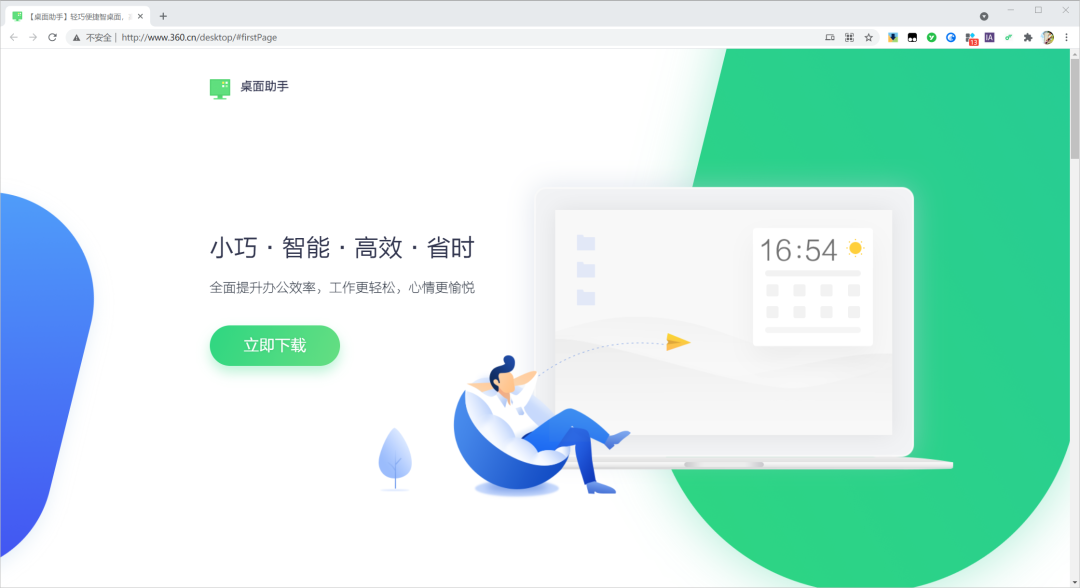 【桌面助手】轻巧便捷智桌面,
不安全 | http://www.360.cn/desktop/#firstPage
13
IA
桌面助手
小巧 · 智能 · 高效 · 省时
全面提升办公效率，工作更轻松，心情更愉悦
立即下载
16:54